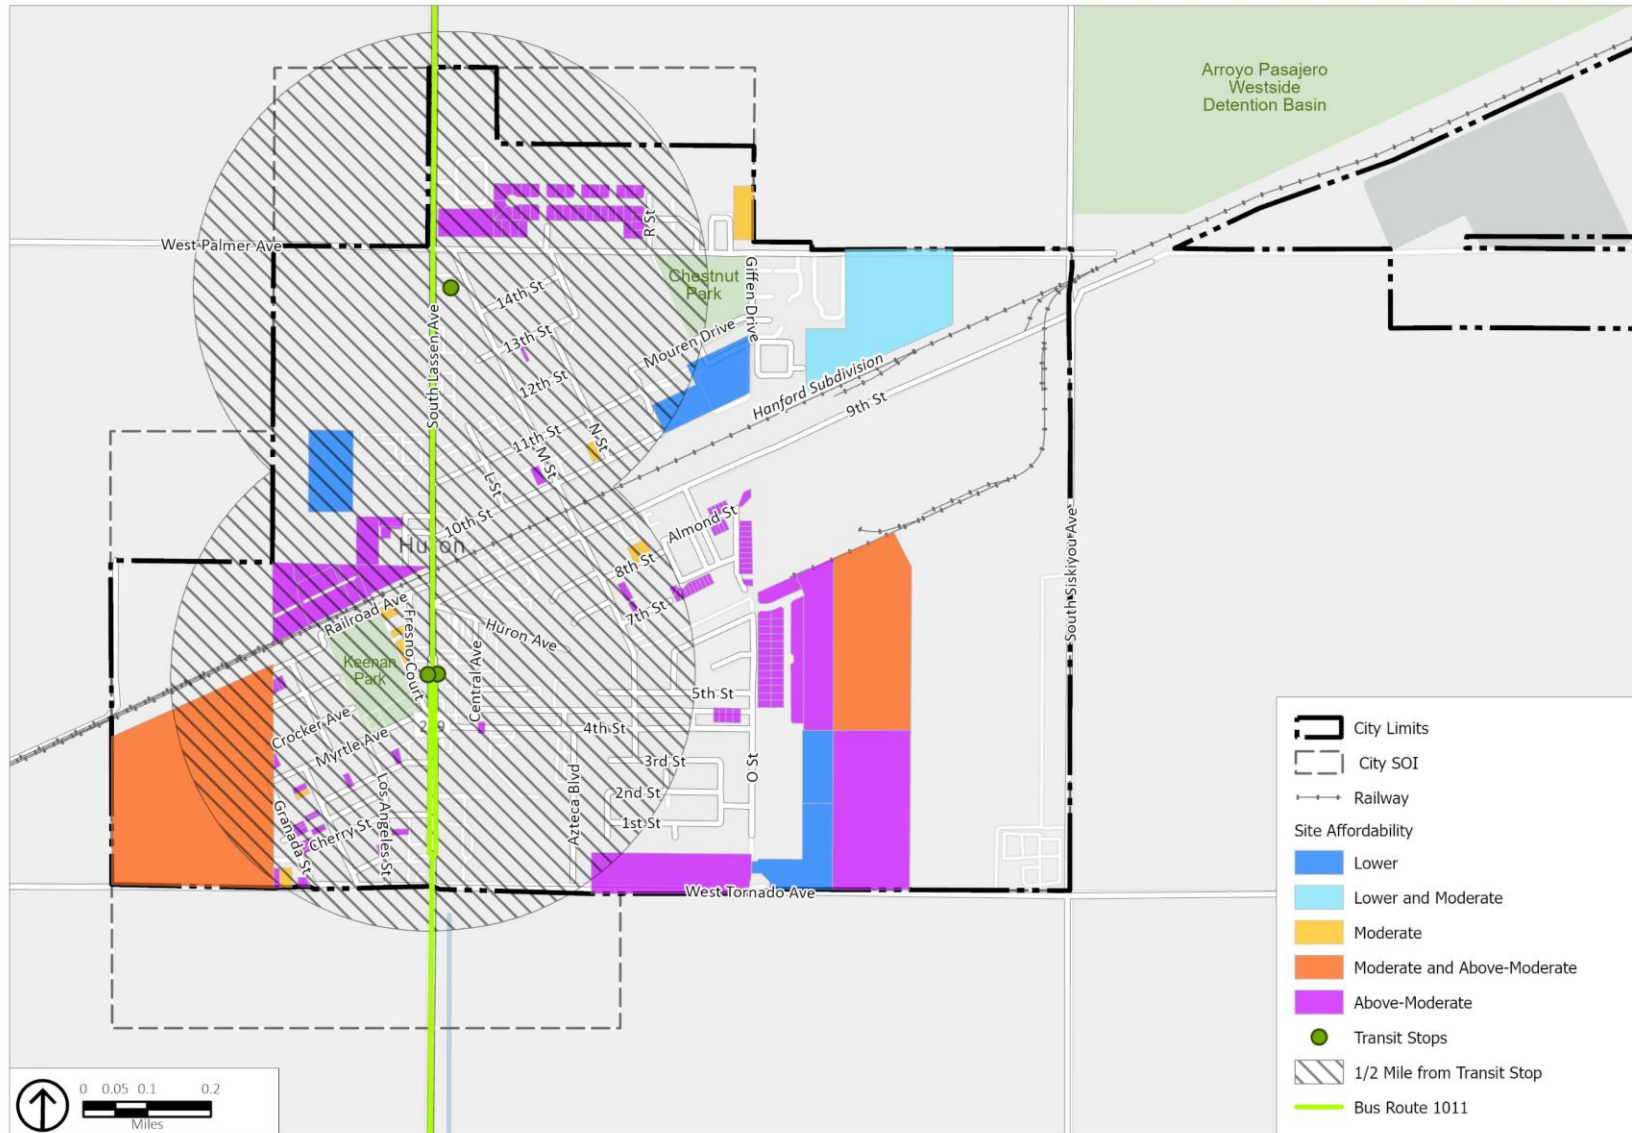 Arroyo Pasajero
Westside
Detention Basin
R St
West Palmer Ave
Chestnut
Park
Giffen Drive
14th St
South Lassen Ave
13th St
Mouren Drive
12th St
Hanford Subdivision
9th St
11th St
N St
M St
L St
10th St
Almond St
Huron
8th St
South Siskiyou Ave
7th St
Railroad Ave
Fresno Court
Huron Ave
Keenan
Park
Central Ave
5th St
Crocker Ave
4th St
Myrtle Ave
3rd St
O St
2nd St
Los Angeles St
Azteca Blvd
1st St
Granada St
Cherry St
West Tornado Ave
City Limits
City SOI
Railway
Site Affordability
Lower
Lower and Moderate
Moderate
Moderate and Above-Moderate
Above-Moderate
Transit Stops
1/2 Mile from Transit Stop
Bus Route 1011
0 0.05 0.1 0.2
Miles